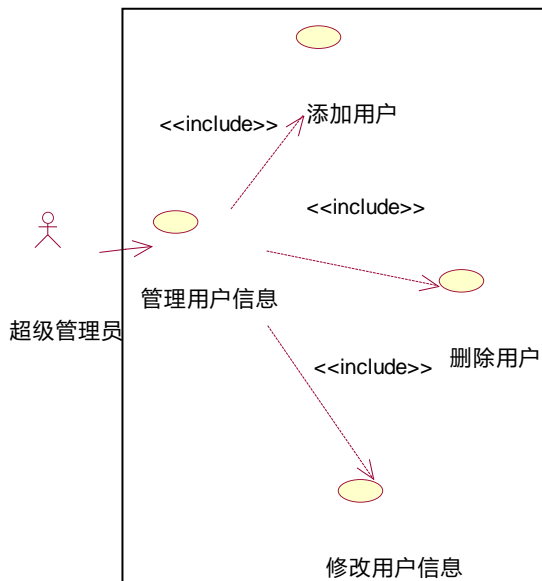 添加用户
<<include>>
<<include>>
管理用户信息
超级管理员
删除用户
<<include>>
修改用户信息